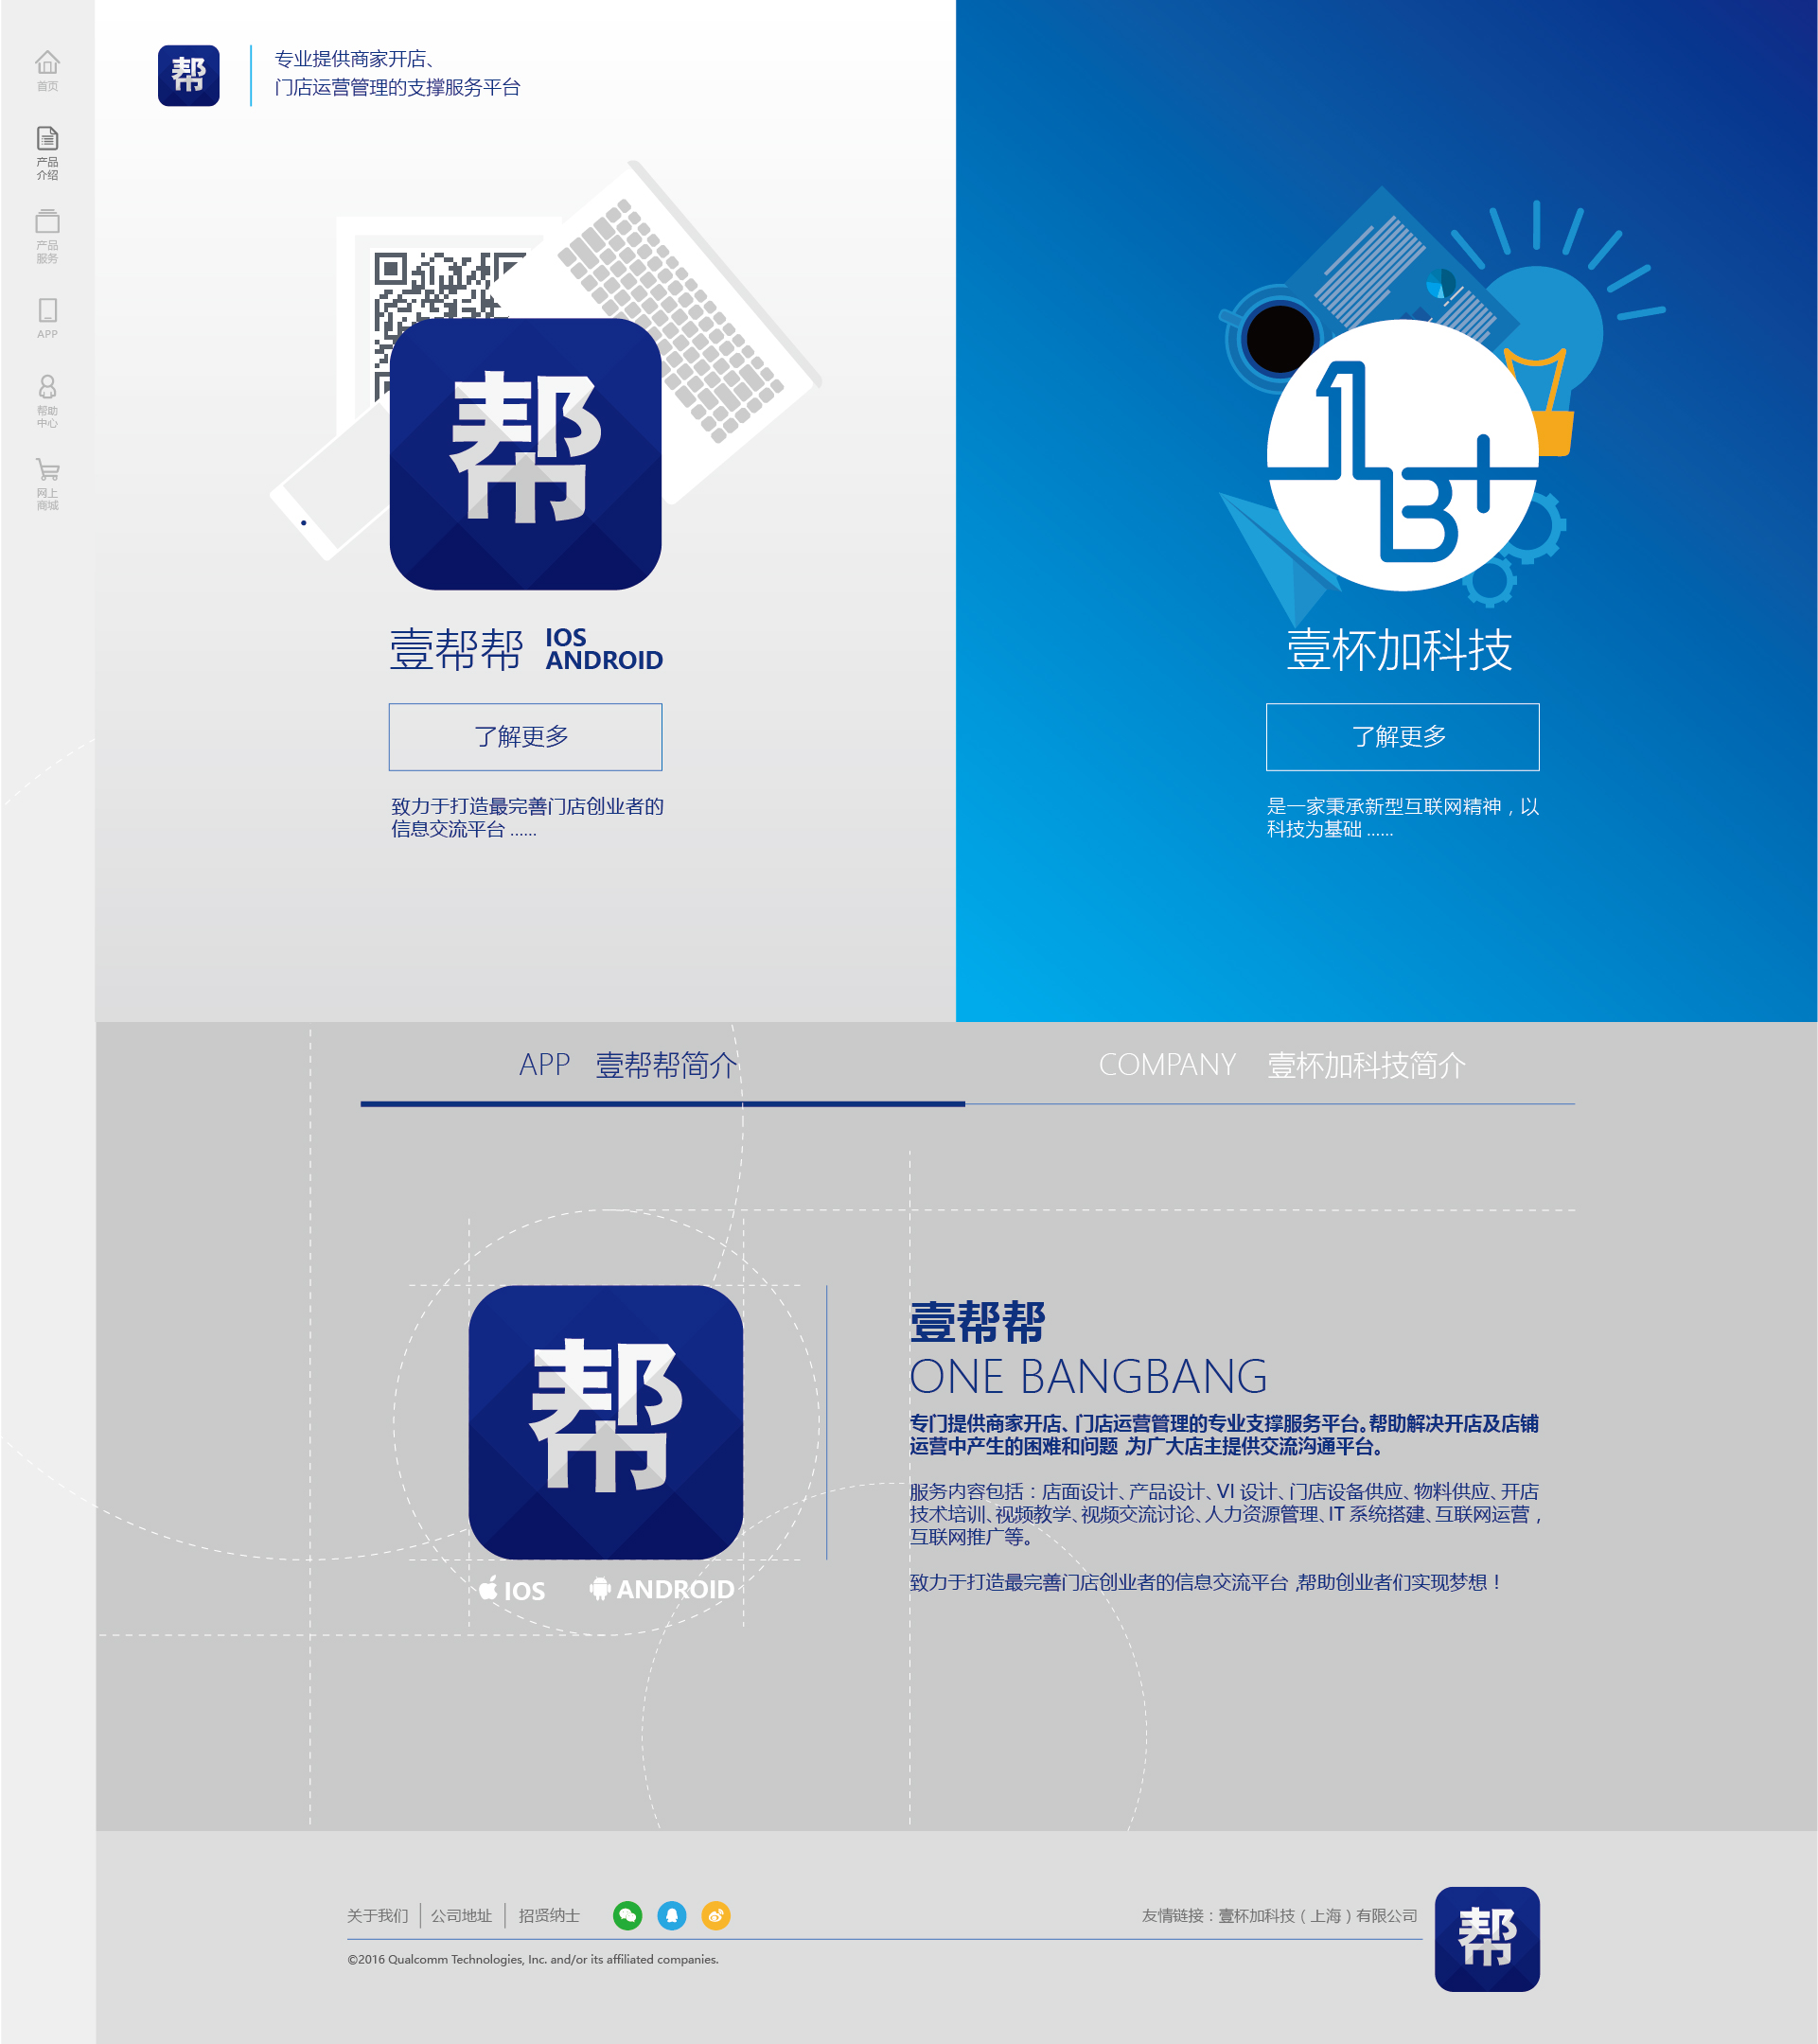 首页
产品
介绍
产品
服务
APP
帮助
中心
网上
商城
帮
专业提供商家开店、
门店运营管理的支撑服务平台
帮
壹帮帮
IOS
ANDROID
了解更多
致力于打造最完善门店创业者的
信息交流平台 ......
1B+
壹杯加科技
了解更多
是一家秉承新型互联网精神，以
科技为基础 ......
APP 壹帮帮简介
COMPANY 壹杯加科技简介
帮
IOS
ANDROID
壹帮帮
ONE BANGBANG
专门提供商家开店、门店运营管理的专业支撑服务平台。帮助解决开店及店铺
运营中产生的困难和问题，为广大店主提供交流沟通平台。
服务内容包括：店面设计、产品设计、VI 设计、门店设备供应、物料供应、开店
技术培训、视频教学、视频交流讨论、人力资源管理、IT 系统搭建、互联网运营，
互联网推广等。
致力于打造最完善门店创业者的信息交流平台，帮助创业者们实现梦想！
关于我们 公司地址 招贤纳士
友情链接：壹杯加科技（上海）有限公司
帮
©2016 Qualcomm Technologies, Inc. and/or its affiliated companies.